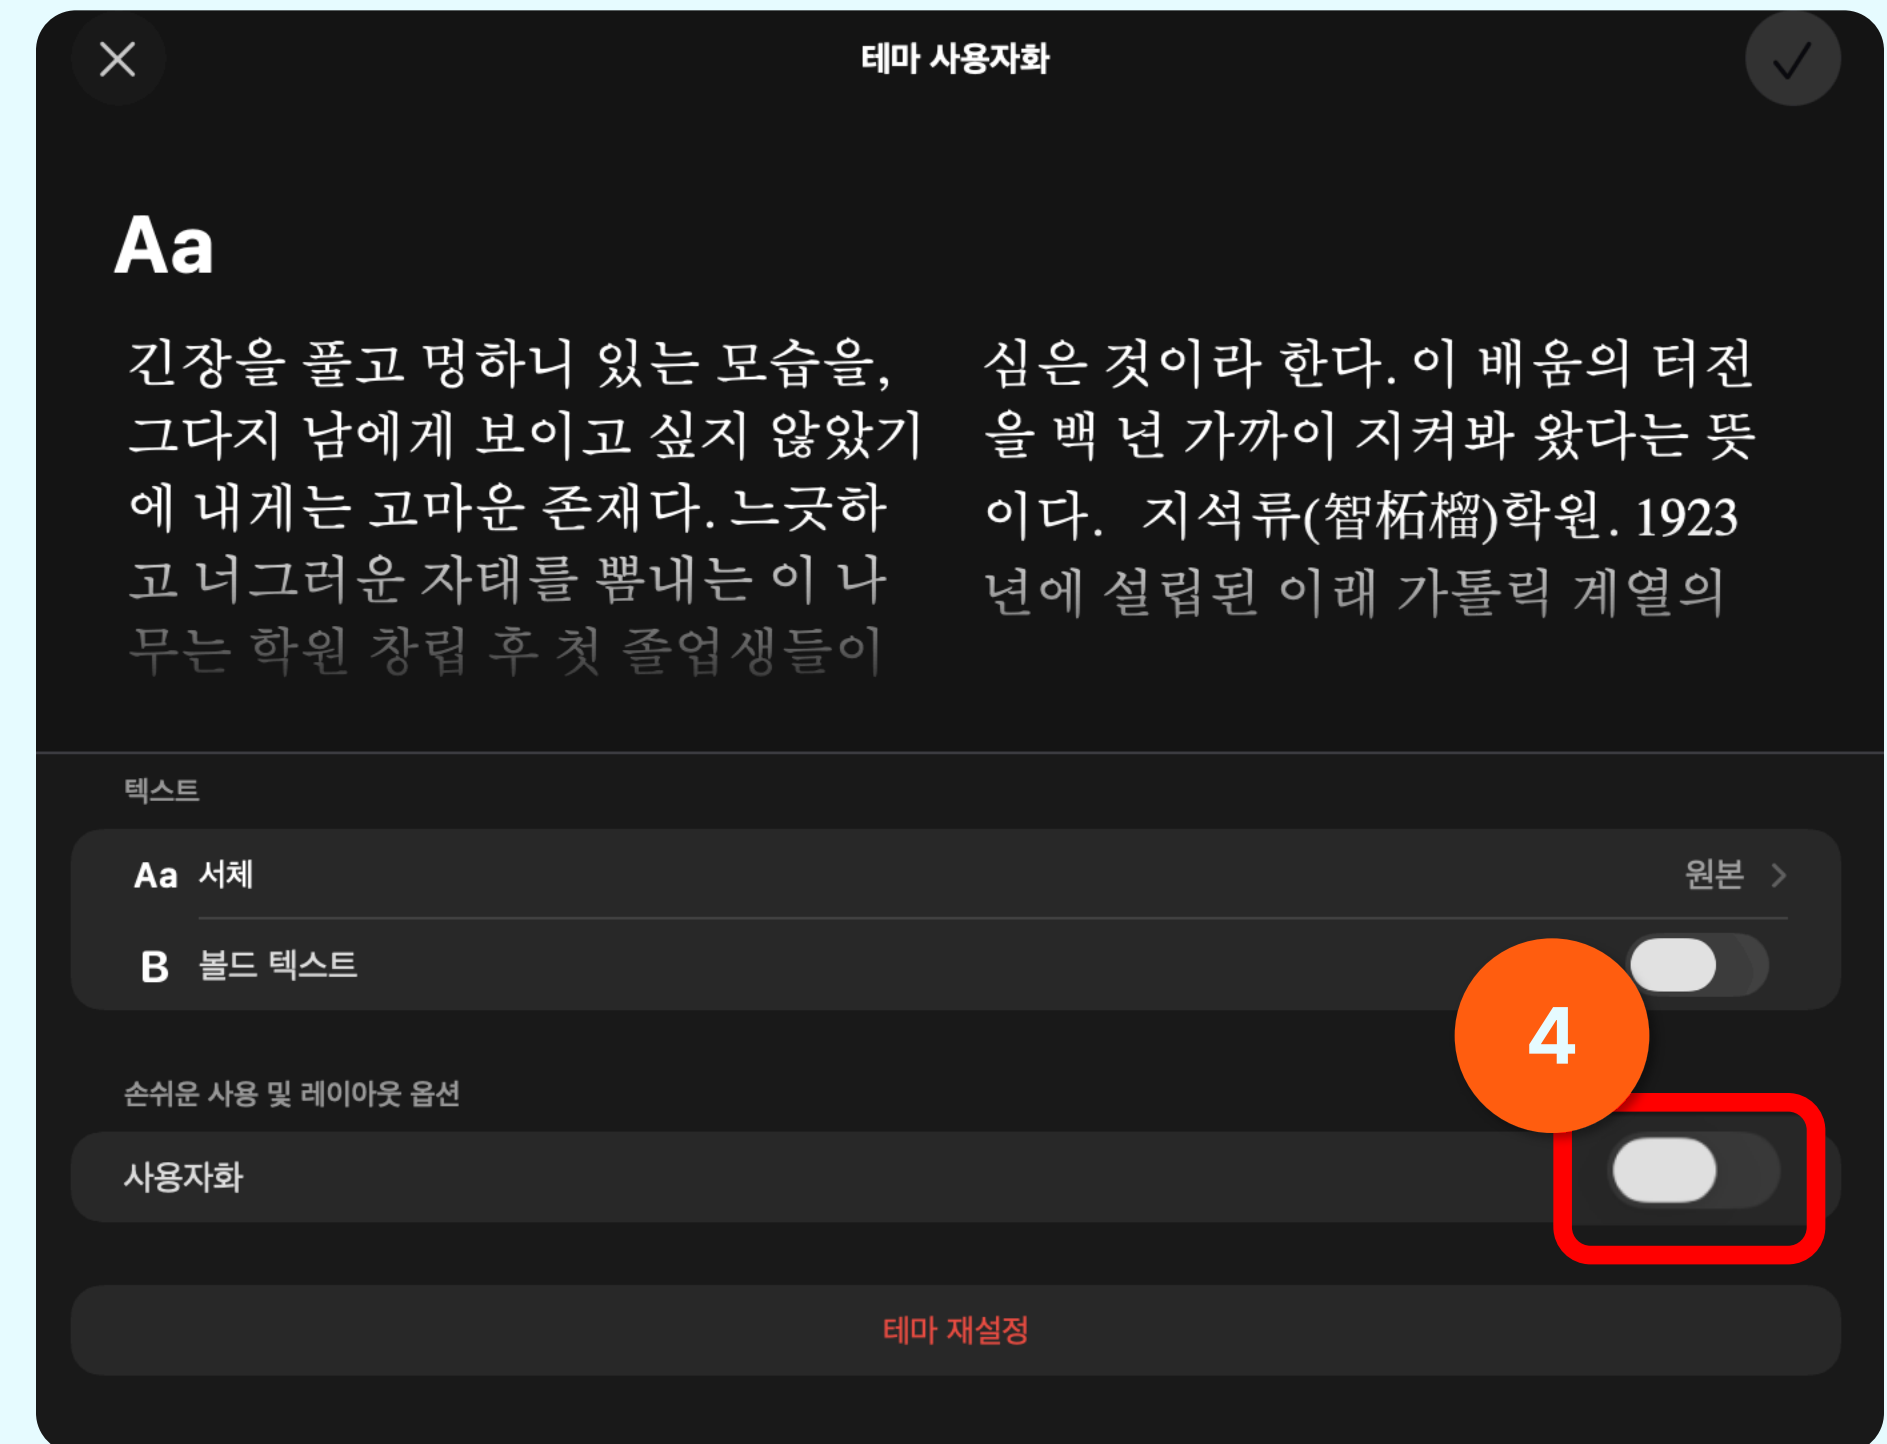 테마 사용자화
Aa
긴장을 풀고 멍하니 있는 모습을,
그다지 남에게 보이고 싶지 않았기
에 내게는 고마운 존재다. 느긋하
고 너그러운 자태를 뽐내는 이 나
무는 학원 창립 후 첫 졸업생들이
심은 것이라 한다. 이 배움의 터전
을 백 년 가까이 지켜봐 왔다는 뜻
이다. 지석류(智柘榴)학원. 1923
년에 설립된 이래 가톨릭 계열의
텍스트
Aa 서체 원본
B 볼드 텍스트
4
손쉬운 사용 및 레이아웃 옵션
사용자화
테마 재설정